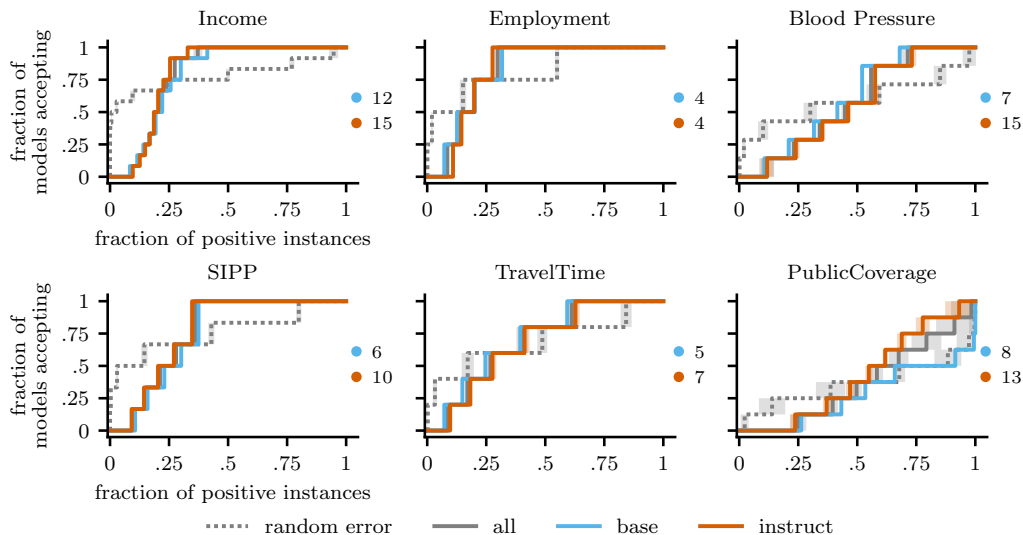 Income
Employment
Blood Pressure
fraction of
models accepting
1
0.75
0.5
.25
0
12
15
4
4
7
15
0 .25 .5 .75 1
0 .25 .5 .75 1
0 .25 .5 .75 1
fraction of positive instances
SIPP
TravelTime
PublicCoverage
fraction of
models accepting
1
0.75
0.5
.25
0
6
10
5
7
8
13
0 .25 .5 .75 1
0 .25 .5 .75 1
0 .25 .5 .75 1
fraction of positive instances
random error all base instruct